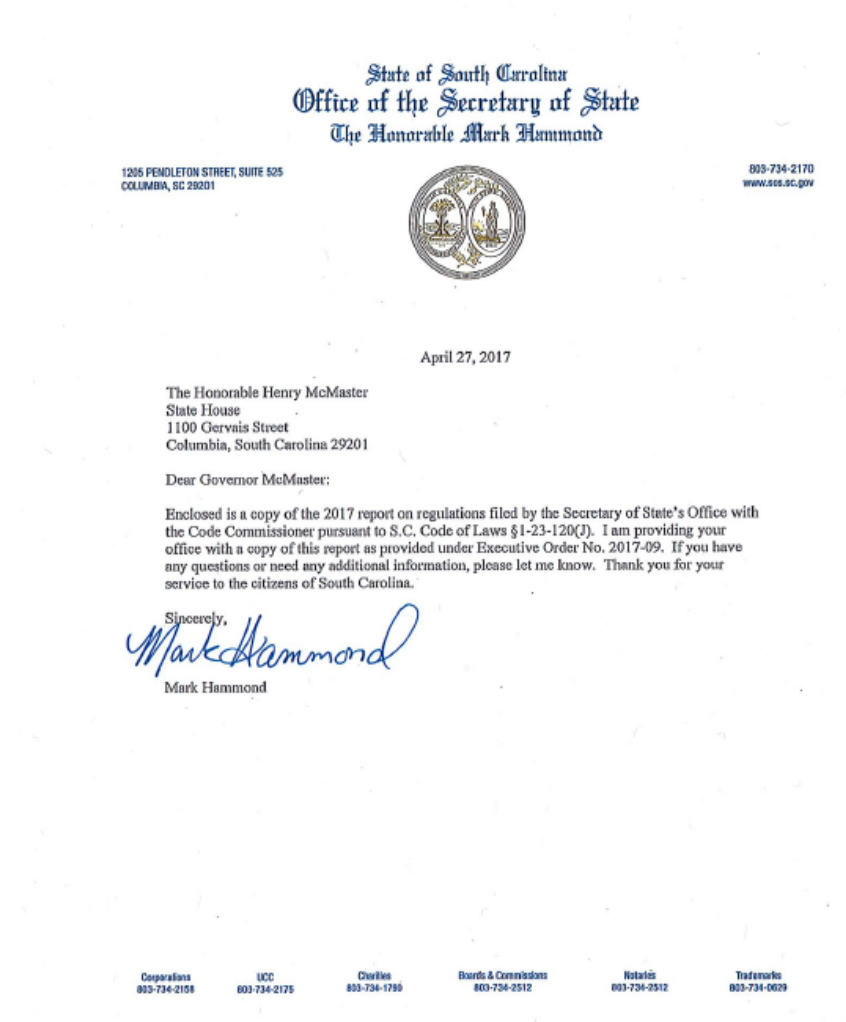 State of South Carolina
Office of the Secretary of State
The Honorable Mark Hammond
1205 PENDLETON STREET, SUITE 525
COLUMBIA, SC 29201
803-734-2170
www.sos.sc.gov
April 27, 2017
The Honorable Henry McMaster
State House
1100 Gervais Street
Columbia, South Carolina 29201
Dear Governor McMaster:
Enclosed is a copy of the 2017 report on regulations filed by the Secretary of State's Office with
the Code Commissioner pursuant to S.C. Code of Laws §1-23-120(J). I am providing your
office with a copy of this report as provided under Executive Order No. 2017-09. If you have
any questions or need any additional information, please let me know. Thank you for your
service to the citizens of South Carolina.
Sincerely,
Mark Hammond
Mark Hammond
Corporations UCC Charities Boards & Commissions Notaries Trademarks
803-734-2158 803-734-2175 803-734-1790 803-734-2512 803-734-2512 803-734-0629